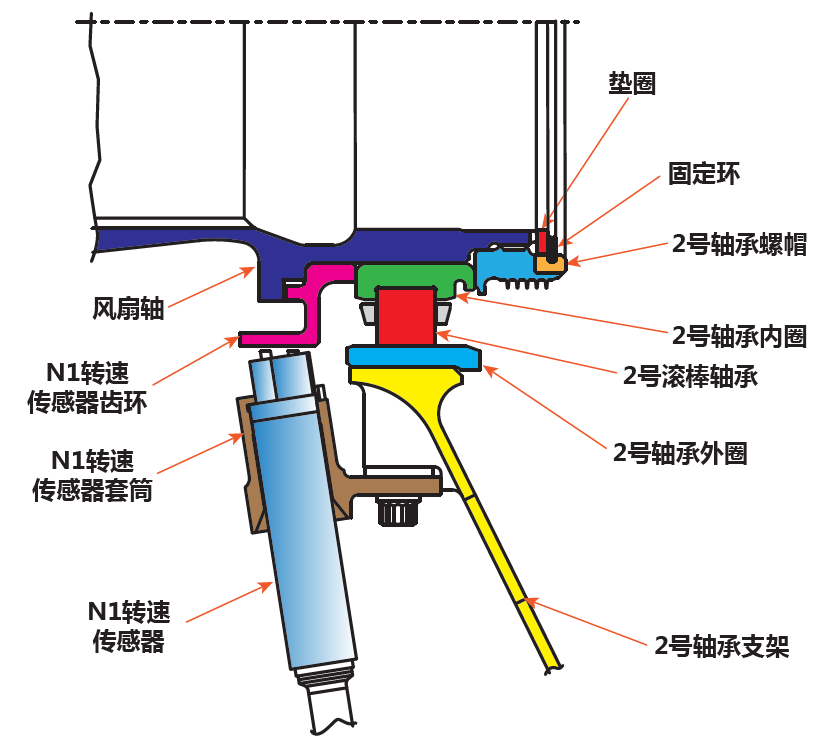 垫圈
固定环
2号轴承螺帽
风扇轴
2号轴承内圈
N1转速
传感器齿环
2号滚棒轴承
2号轴承外圈
N1转速
传感器套筒
N1转速
传感器
2号轴承支架